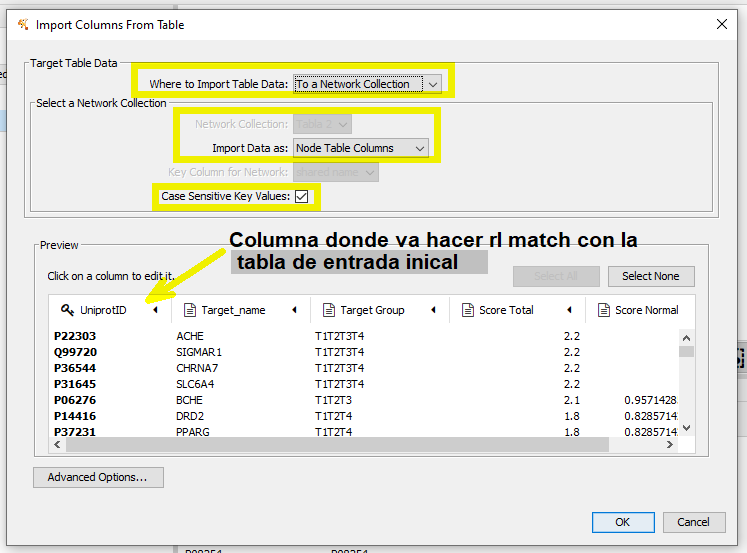 Import Columns From Table
Target Table Data
Where to Import Table Data: To a Network Collection
Select a Network Collection
Network Collection: Tabla 2
Import Data as: Node Table Columns
Key Column for Network: shared name
Case Sensitive Key Values:
Columna donde va hacer rl match con la
tabla de entrada inical
Preview
Click on a column to edit it.
Select All Select None
UniprotID Target_name Target Group Score Total Score Normal
P22303 ACHE T1T2T3T4 2.2
Q99720 SIGMAR1 T1T2T3T4 2.2
P36544 CHRNA7 T1T2T3T4 2.2
P31645 SLC6A4 T1T2T3T4 2.2
P06276 BCHE T1T2T3 2.1 0.9571428
P14416 DRD2 T1T2T4 1.8 0.8285714
P37231 PPARG T1T2T4 1.8 0.8285714
Advanced Options...
OK Cancel